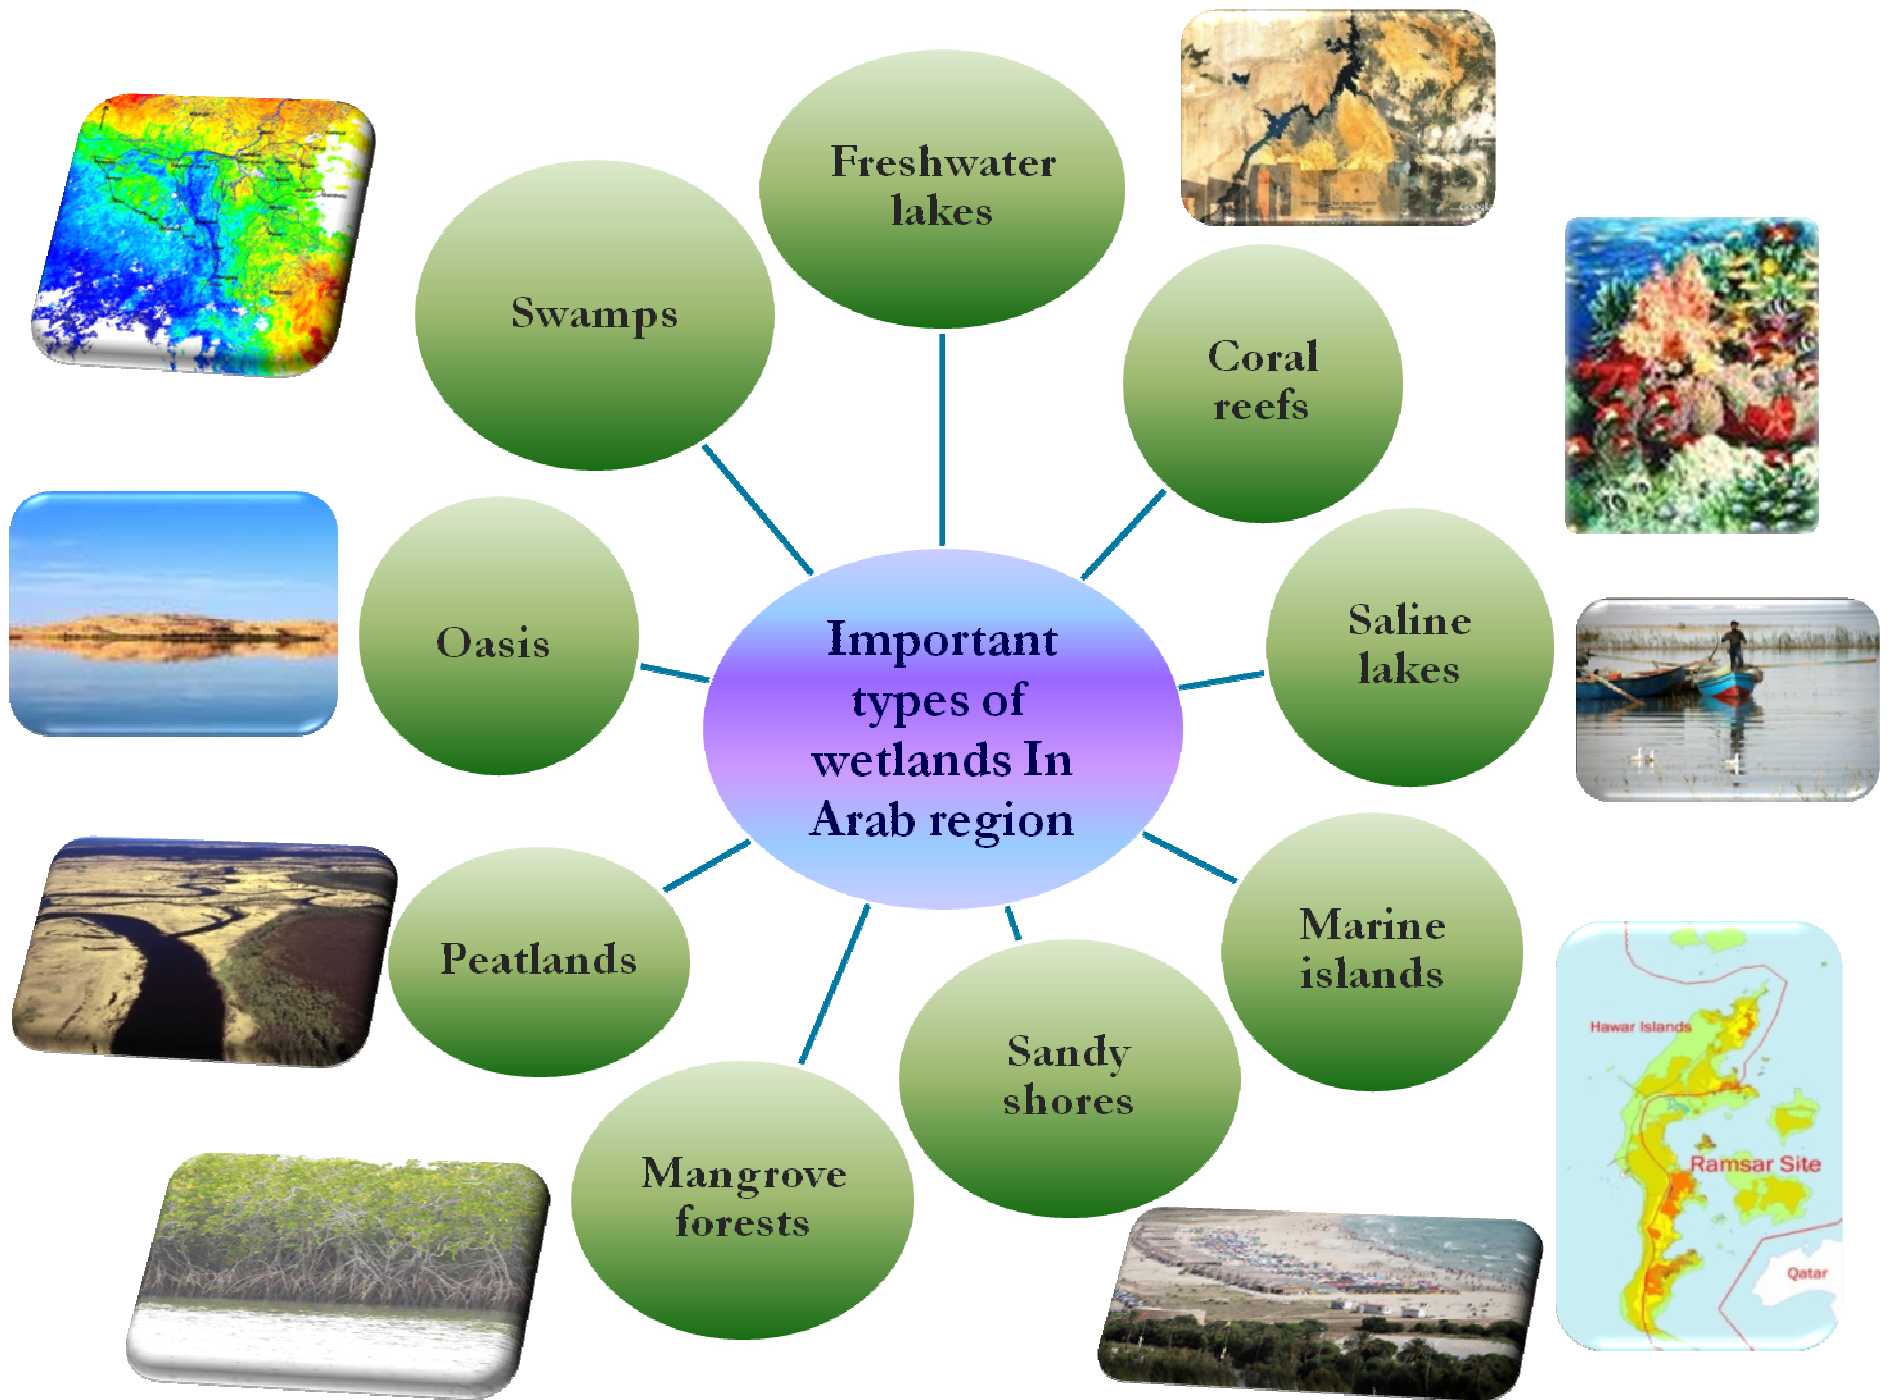 Freshwater
lakes
Swamps
Coral
reefs
Oasis
Important
types of
wetlands In
Arab region
Saline
lakes
Peatlands
Marine
islands
Sandy
shores
Mangrove
forests
Hawar Islands
Ramsar Site
Qatar